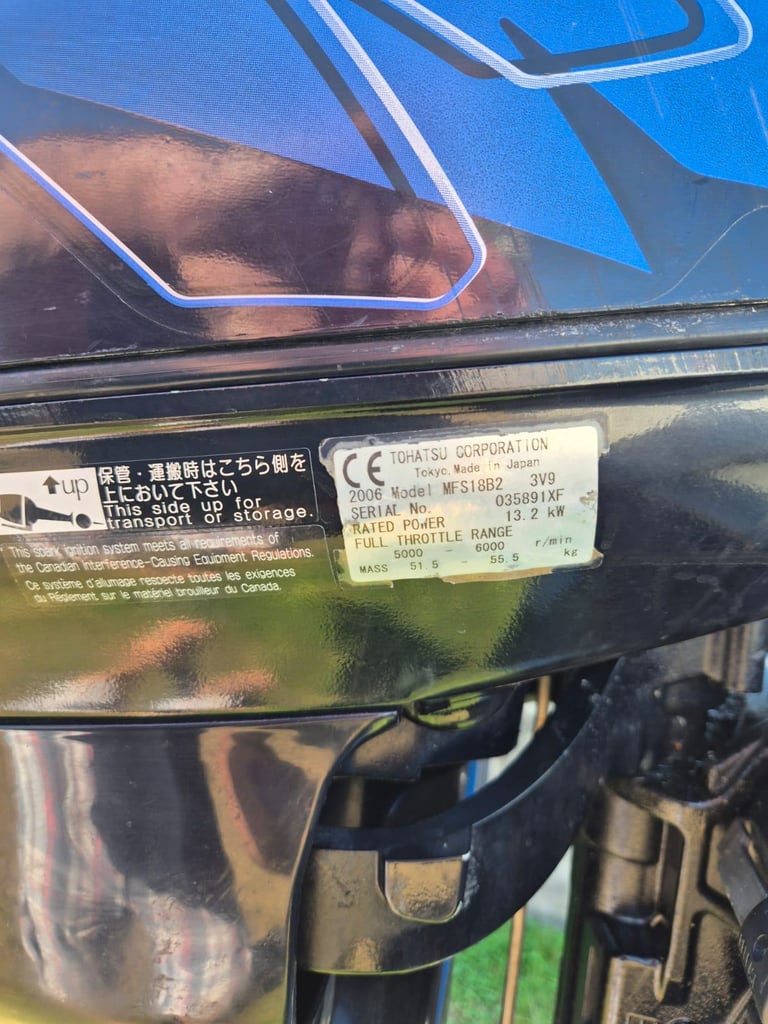 up
保管・運搬時はこちら側を
上において下さい
This side up for
transport or storage.
This spark ignition system meets all requirements of
the Canadian Interference-Causing Equipment Regulations.
Ce système d'allumage respecte toutes les exigences
du Règlement sur le matériel brouilleur du Canada.
CE TOHATSU CORPORATION
Tokyo, Made in Japan
2006 Model MFS18B2 3V9
SERIAL No. 035891XF
RATED POWER 13.2 kW
FULL THROTTLE RANGE
5000 - 6000 r/min
MASS 51.5 - 55.5 kg